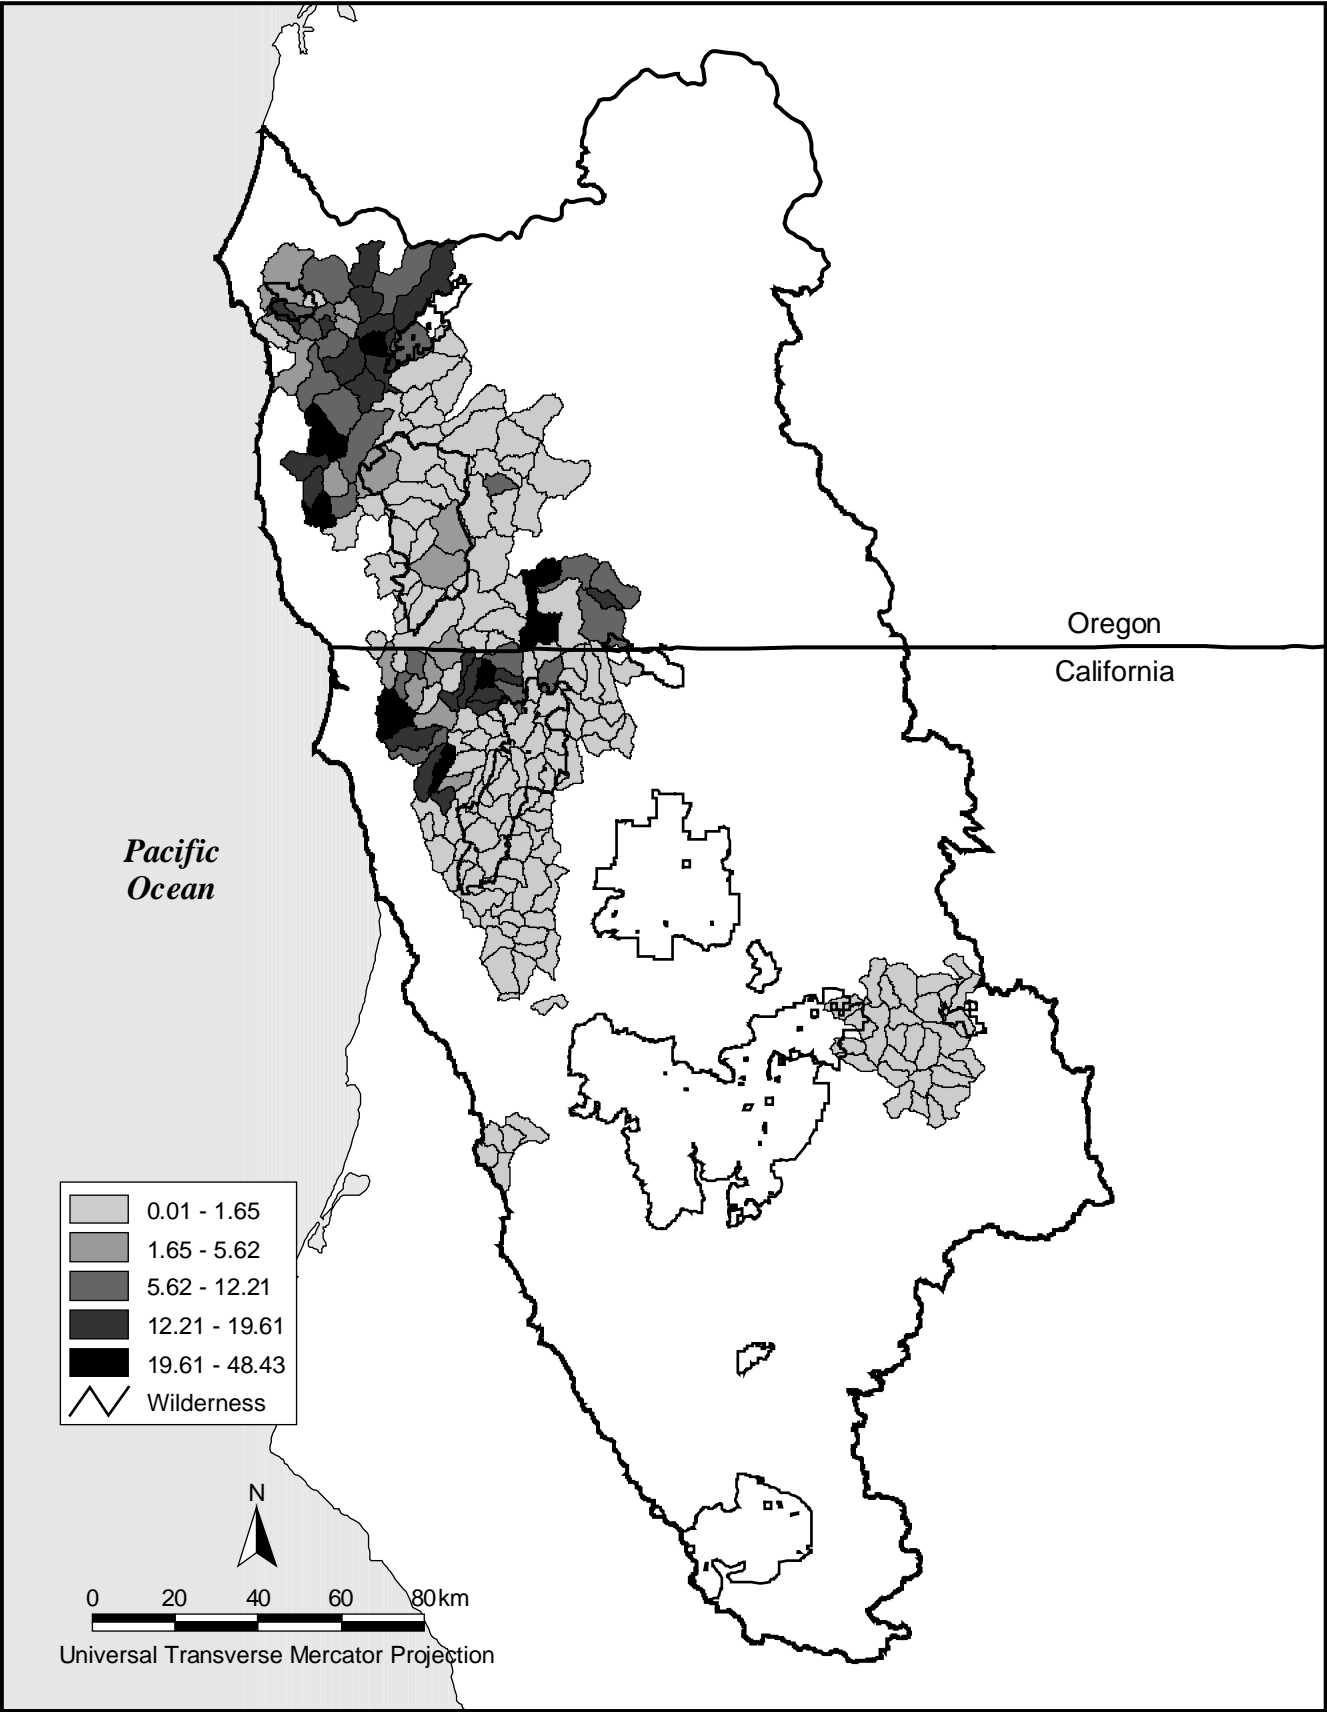 Oregon
California
Pacific
Ocean
0.01 - 1.65
1.65 - 5.62
5.62 - 12.21
12.21 - 19.61
19.61 - 48.43
Wilderness
N
0 20 40 60 80km
Universal Transverse Mercator Projection